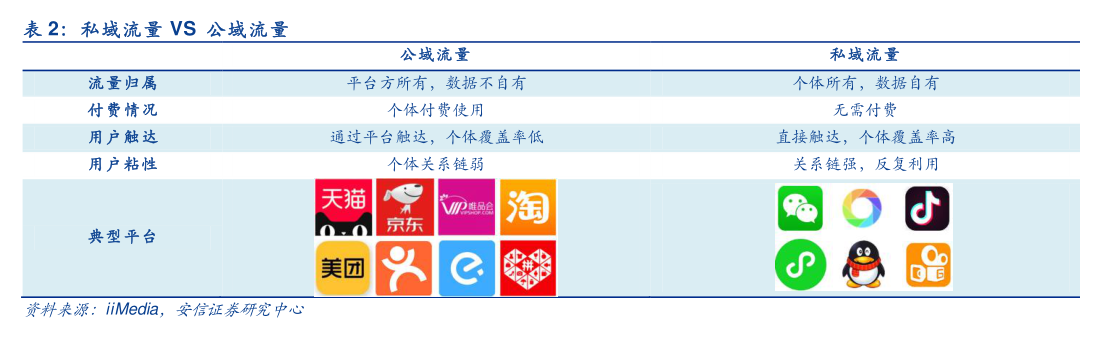 表 2：私域流量 VS 公域流量
公域流量 私域流量
流量归属 平台方所有，数据不自有 个体所有，数据自有
付费情况 个体付费使用 无需付费
用户触达 通过平台触达，个体覆盖率低 直接触达，个体覆盖率高
用户粘性 个体关系链弱 关系链强，反复利用
典型平台
天猫 京东 VIP 唯品会 VIPSHOP.COM 淘
美团 拼
资料来源：iiMedia，安信证券研究中心